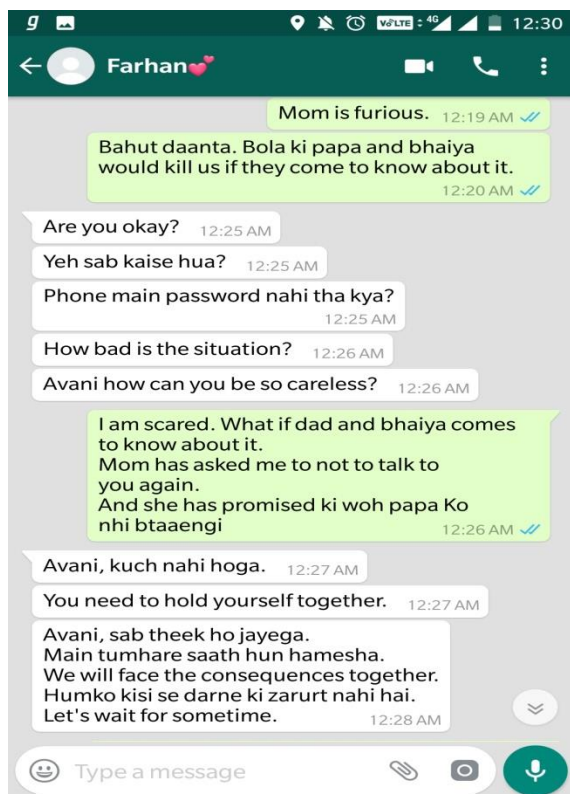 g VoLTE 4G 12:30
Farhan💕
Mom is furious. 12:19 AM
Bahut daanta. Bola ki papa and bhaiya
would kill us if they come to know about it.
12:20 AM
Are you okay? 12:25 AM
Yeh sab kaise hua? 12:25 AM
Phone main password nahi tha kya?
12:25 AM
How bad is the situation? 12:26 AM
Avani how can you be so careless? 12:26 AM
I am scared. What if dad and bhaiya comes
to know about it.
Mom has asked me to not to talk to
you again.
And she has promised ki woh papa Ko
nhi btaaengi 12:26 AM
Avani, kuch nahi hoga. 12:27 AM
You need to hold yourself together. 12:27 AM
Avani, sab theek ho jayega.
Main tumhare saath hun hamesha.
We will face the consequences together.
Humko kisi se darne ki zarurt nahi hai.
Let's wait for sometime. 12:28 AM
Type a message